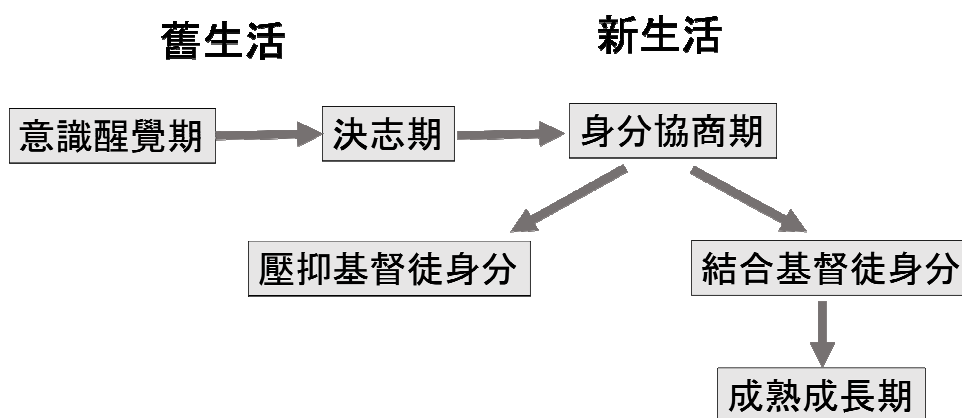 舊生活
新生活
意識醒覺期
決志期
身分協商期
壓抑基督徒身分
結合基督徒身分
成熟成長期